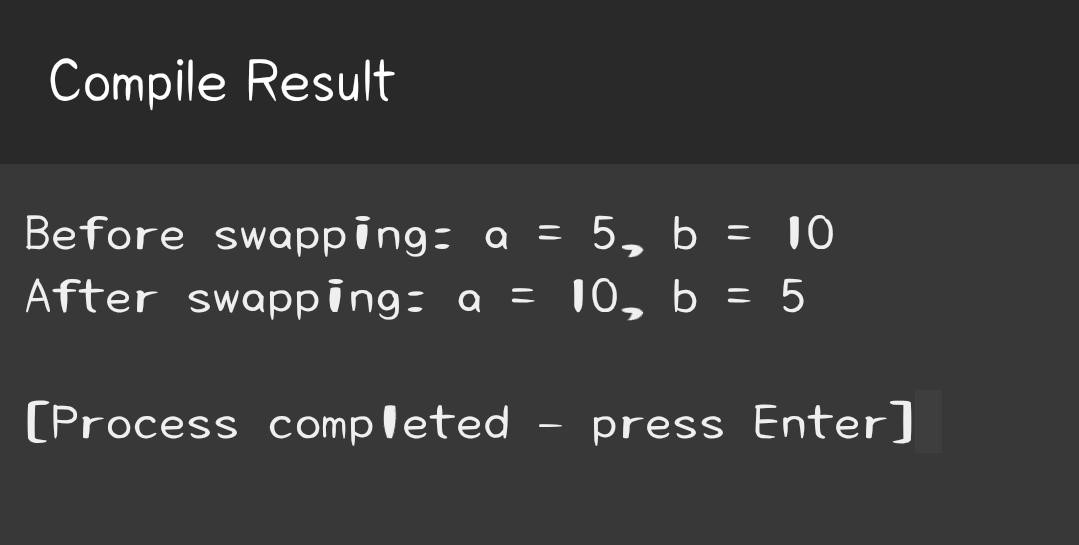 Compile Result
Before swapping: a = 5, b = 10
After swapping: a = 10, b = 5
[Process completed - press Enter]